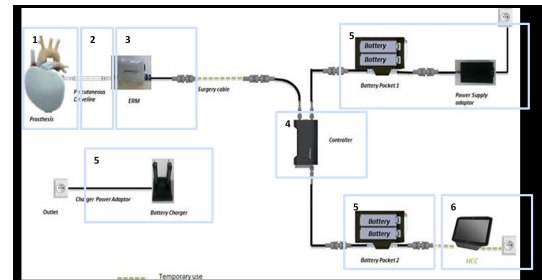 1
2
3
5
Battery
Battery
Prosthesis
Percutaneous
Driveline
ERM
Surgery cable
Battery Pocket 1
Power Supply
adaptor
4
Controller
5
Outlet
Charger Power Adaptor
Battery Charger
5
Battery
Battery
Battery Pocket 2
6
HCC
Temporary use